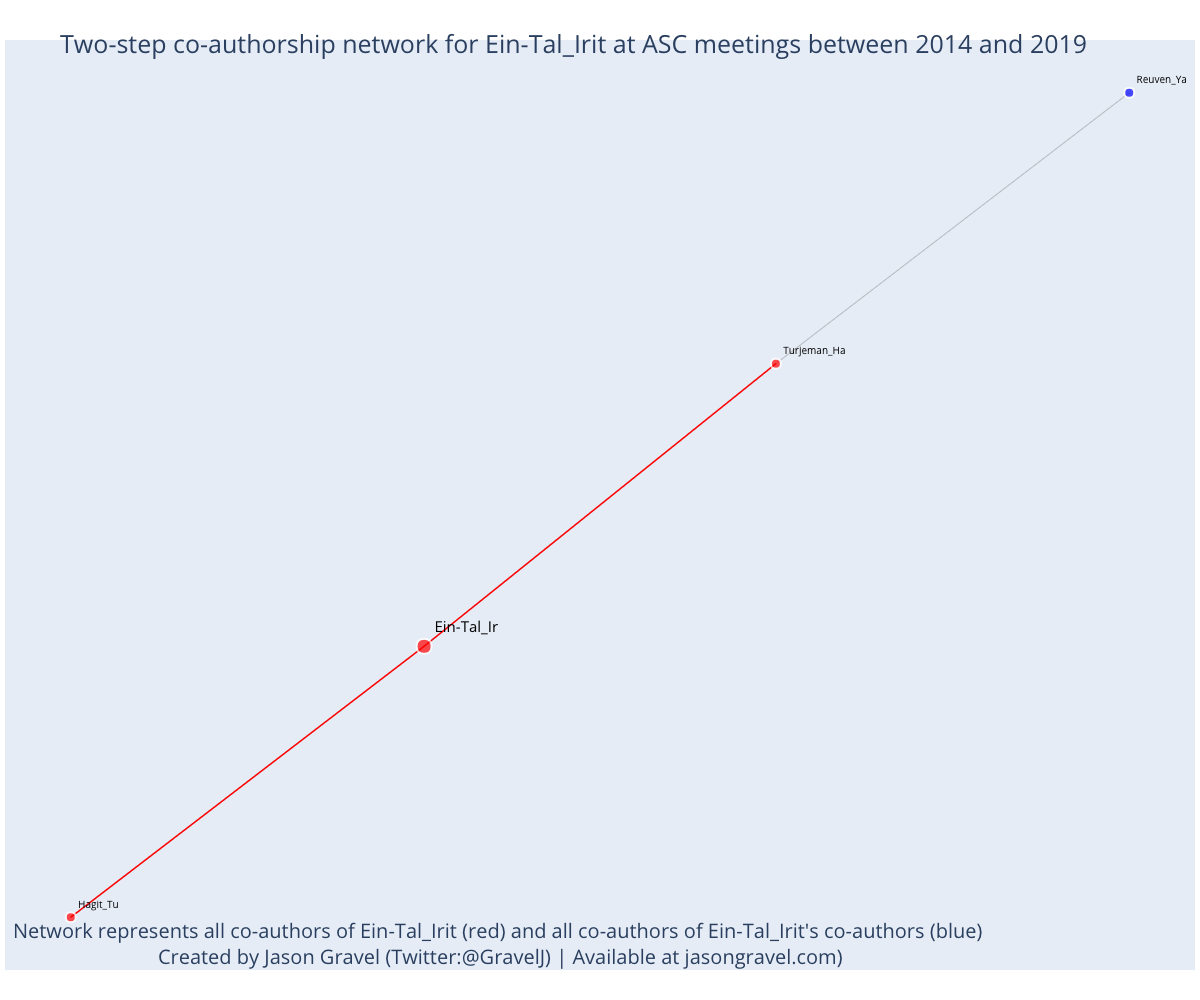 Two-step co-authorship network for Ein-Tal_Irit at ASC meetings between 2014 and 2019
Reuven_Ya
Turjeman_Ha
Ein-Tal_Ir
Hagit_Tu
Network represents all co-authors of Ein-Tal_Irit (red) and all co-authors of Ein-Tal_Irit's co-authors (blue)
Created by Jason Gravel (Twitter:@GravelJ) | Available at jasongravel.com)